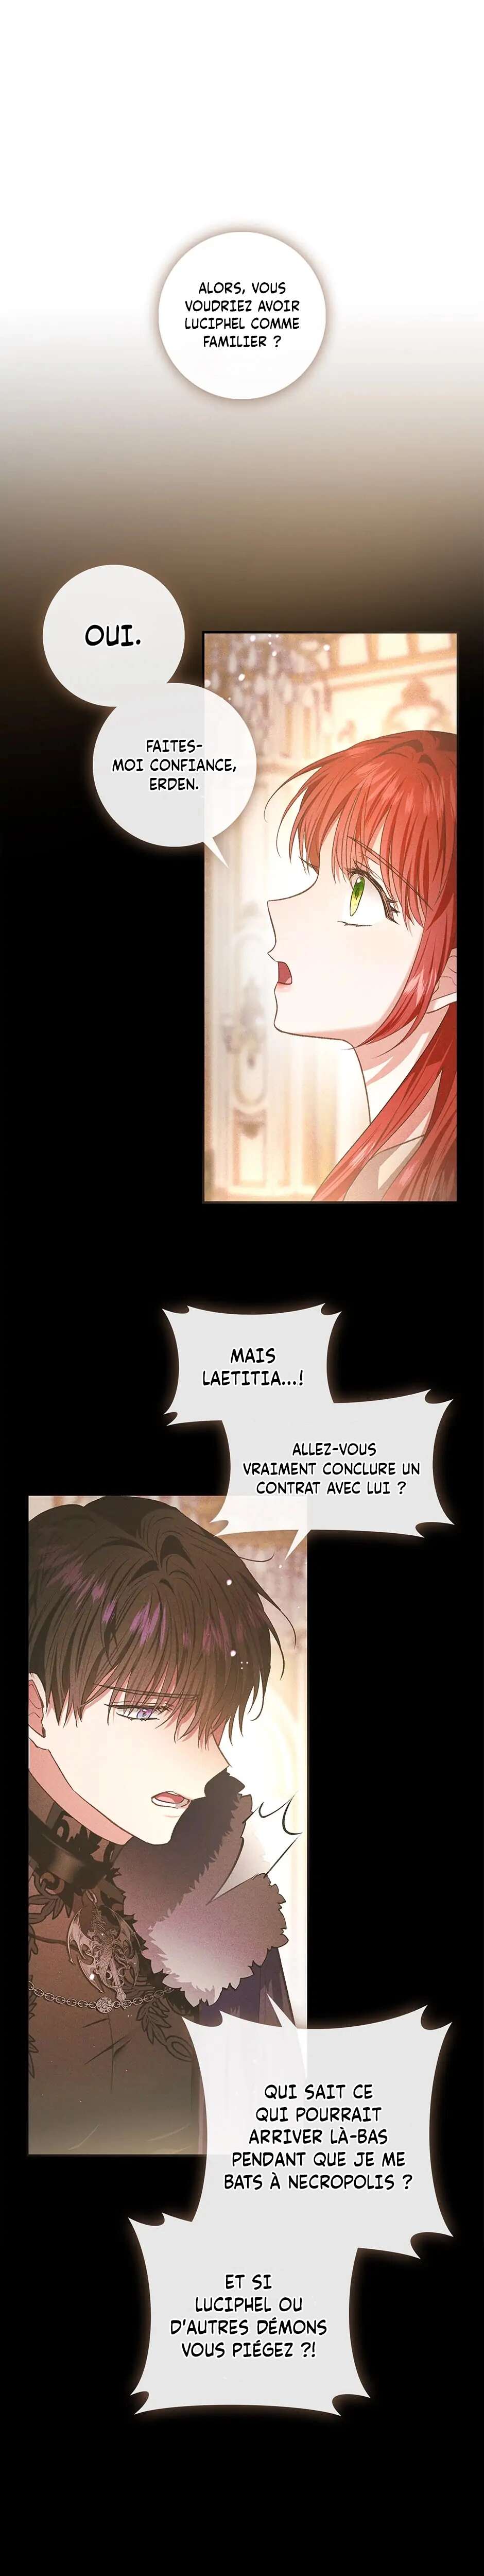 ALORS, VOUS
VOUDRIEZ AVOIR
LUCIPHEL COMME
FAMILIER ?
OUI.
FAITES-
MOI CONFIANCE,
ERDEN.
MAIS
LAETITIA...!
ALLEZ-VOUS
VRAIMENT CONCLURE UN
CONTRAT AVEC LUI ?
QUI SAIT CE
QUI POURRAIT
ARRIVER LÀ-BAS
PENDANT QUE JE ME
BATS À NECROPOLIS ?
ET SI
LUCIPHEL OU
D'AUTRES DÉMONS
VOUS PIÉGEZ ?!